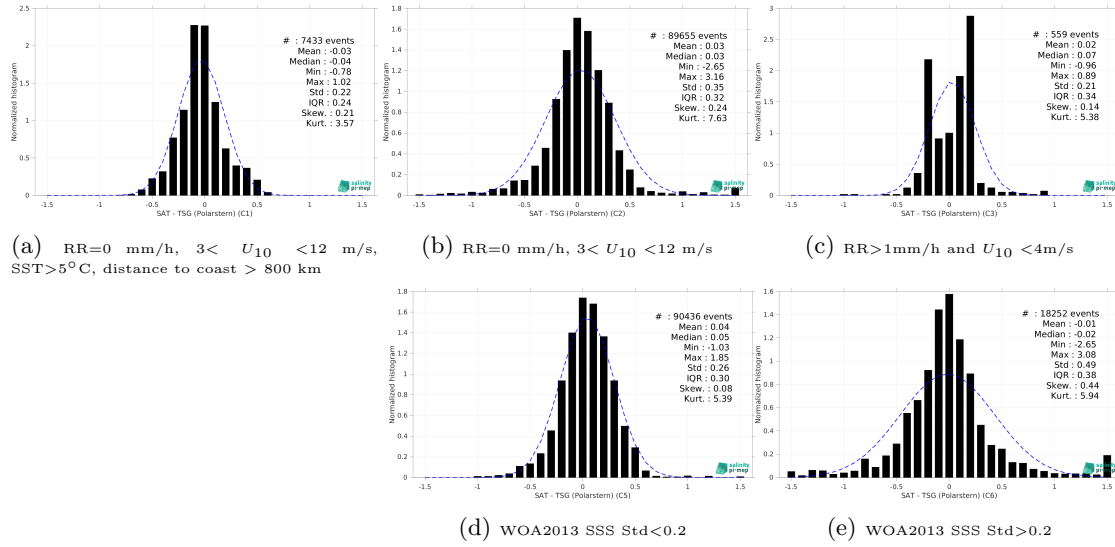 2.5
2
1.5
1
0.5
0
Normalized histogram
# : 7433 events
Mean : -0.03
Median : -0.04
Min : -0.78
Max : 1.02
Std : 0.22
IQR : 0.24
Skew. : 0.21
Kurt. : 3.57
salinity
pi-mep
-1.5 -1 -0.5 0 0.5 1 1.5
SAT - TSG (Polarstern) (C1)
(a) RR=0 mm/h, 3< U10 <12 m/s,
SST>5°C, distance to coast > 800 km
1.8
1.6
1.4
1.2
1
0.8
0.6
0.4
0.2
0
Normalized histogram
# : 89655 events
Mean : 0.03
Median : 0.03
Min : -2.65
Max : 3.16
Std : 0.35
IQR : 0.32
Skew. : 0.24
Kurt. : 7.63
salinity
pi-mep
-1.5 -1 -0.5 0 0.5 1 1.5
SAT - TSG (Polarstern) (C2)
(b) RR=0 mm/h, 3< U10 <12 m/s
3
2.5
2
1.5
1
0.5
0
Normalized histogram
# : 559 events
Mean : 0.02
Median : 0.07
Min : -0.96
Max : 0.89
Std : 0.21
IQR : 0.34
Skew. : 0.14
Kurt. : 5.38
salinity
pi-mep
-1.5 -1 -0.5 0 0.5 1 1.5
SAT - TSG (Polarstern) (C3)
(c) RR>1mm/h and U10 <4m/s
1.8
1.6
1.4
1.2
1
0.8
0.6
0.4
0.2
0
Normalized histogram
# : 90436 events
Mean : 0.04
Median : 0.05
Min : -1.03
Max : 1.85
Std : 0.26
IQR : 0.30
Skew. : 0.08
Kurt. : 5.39
salinity
pi-mep
-1.5 -1 -0.5 0 0.5 1 1.5
SAT - TSG (Polarstern) (C5)
(d) WOA2013 SSS Std<0.2
1.6
1.4
1.2
1
0.8
0.6
0.4
0.2
0
Normalized histogram
# : 18252 events
Mean : -0.01
Median : -0.02
Min : -2.65
Max : 3.08
Std : 0.49
IQR : 0.38
Skew. : 0.44
Kurt. : 5.94
salinity
pi-mep
-1.5 -1 -0.5 0 0.5 1 1.5
SAT - TSG (Polarstern) (C6)
(e) WOA2013 SSS Std>0.2